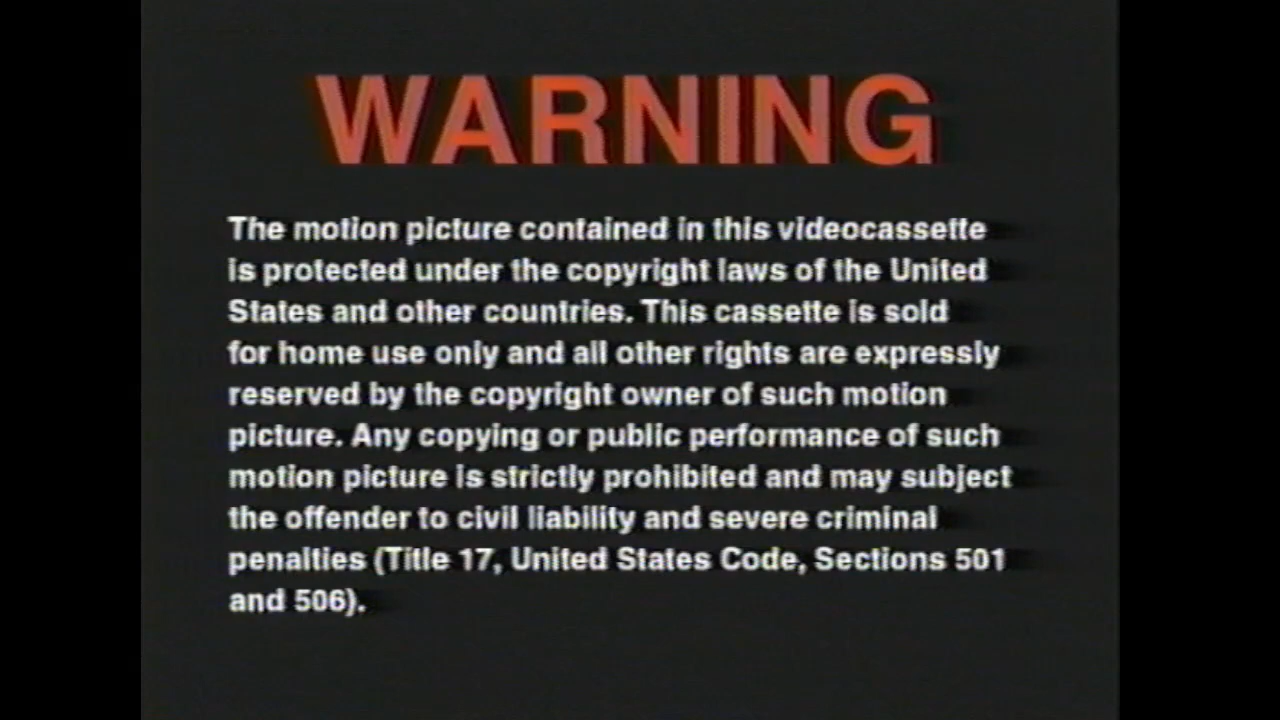 WARNING
The motion picture contained in this videocassette
is protected under the copyright laws of the United
States and other countries. This cassette is sold
for home use only and all other rights are expressly
reserved by the copyright owner of such motion
picture. Any copying or public performance of such
motion picture is strictly prohibited and may subject
the offender to civil liability and severe criminal
penalties (Title 17, United States Code, Sections 501
and 506).